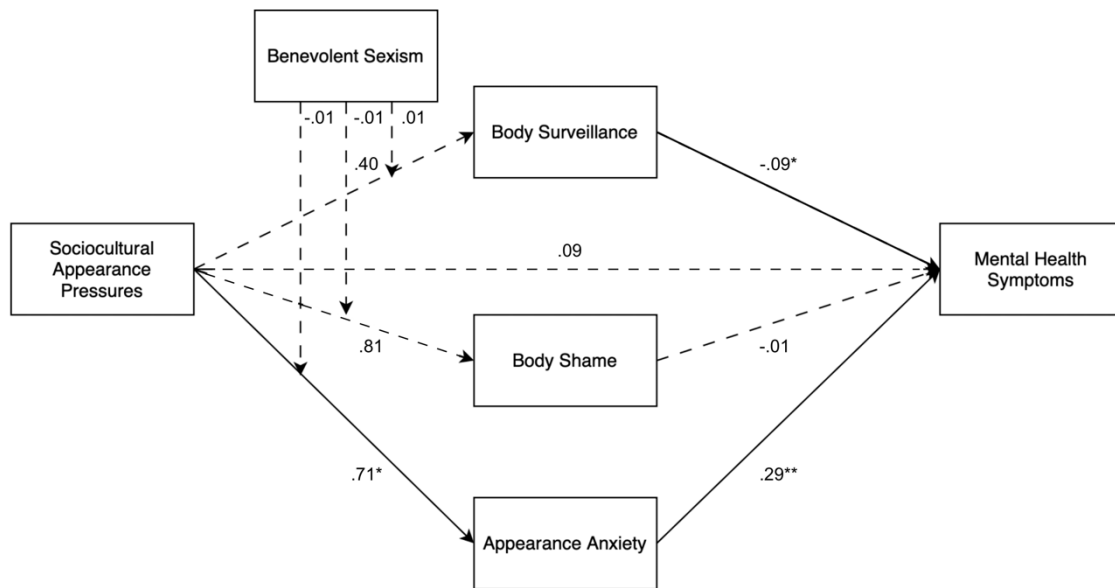 Benevolent Sexism
-.01
-.01
.01
Body Surveillance
.40
-.09*
Sociocultural
Appearance
Pressures
.09
Mental Health
Symptoms
.81
Body Shame
-.01
.71*
.29**
Appearance Anxiety